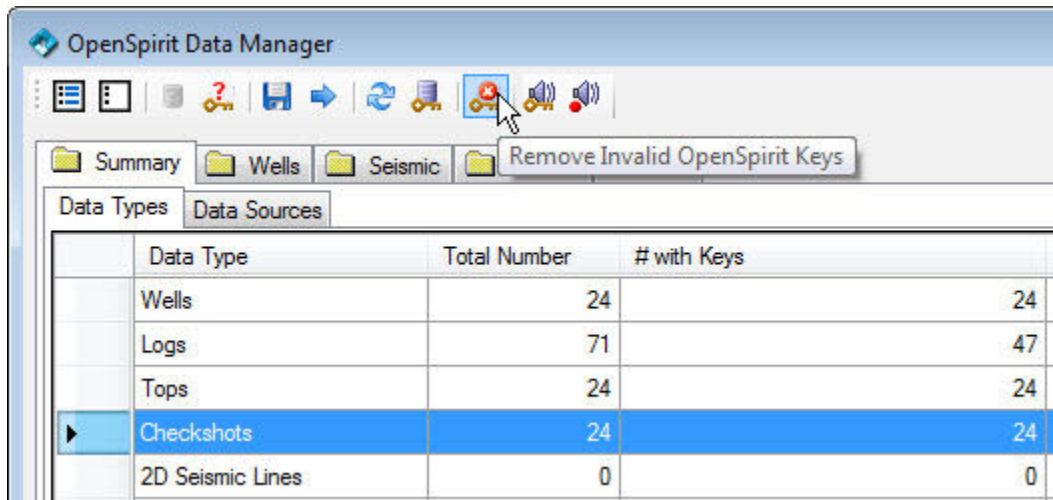 OpenSpirit Data Manager
Remove Invalid OpenSpirit Keys
Summary Wells Seismic
Data Types Data Sources
Data Type Total Number # with Keys
Wells 24 24
Logs 71 47
Tops 24 24
Checkshots 24 24
2D Seismic Lines 0 0